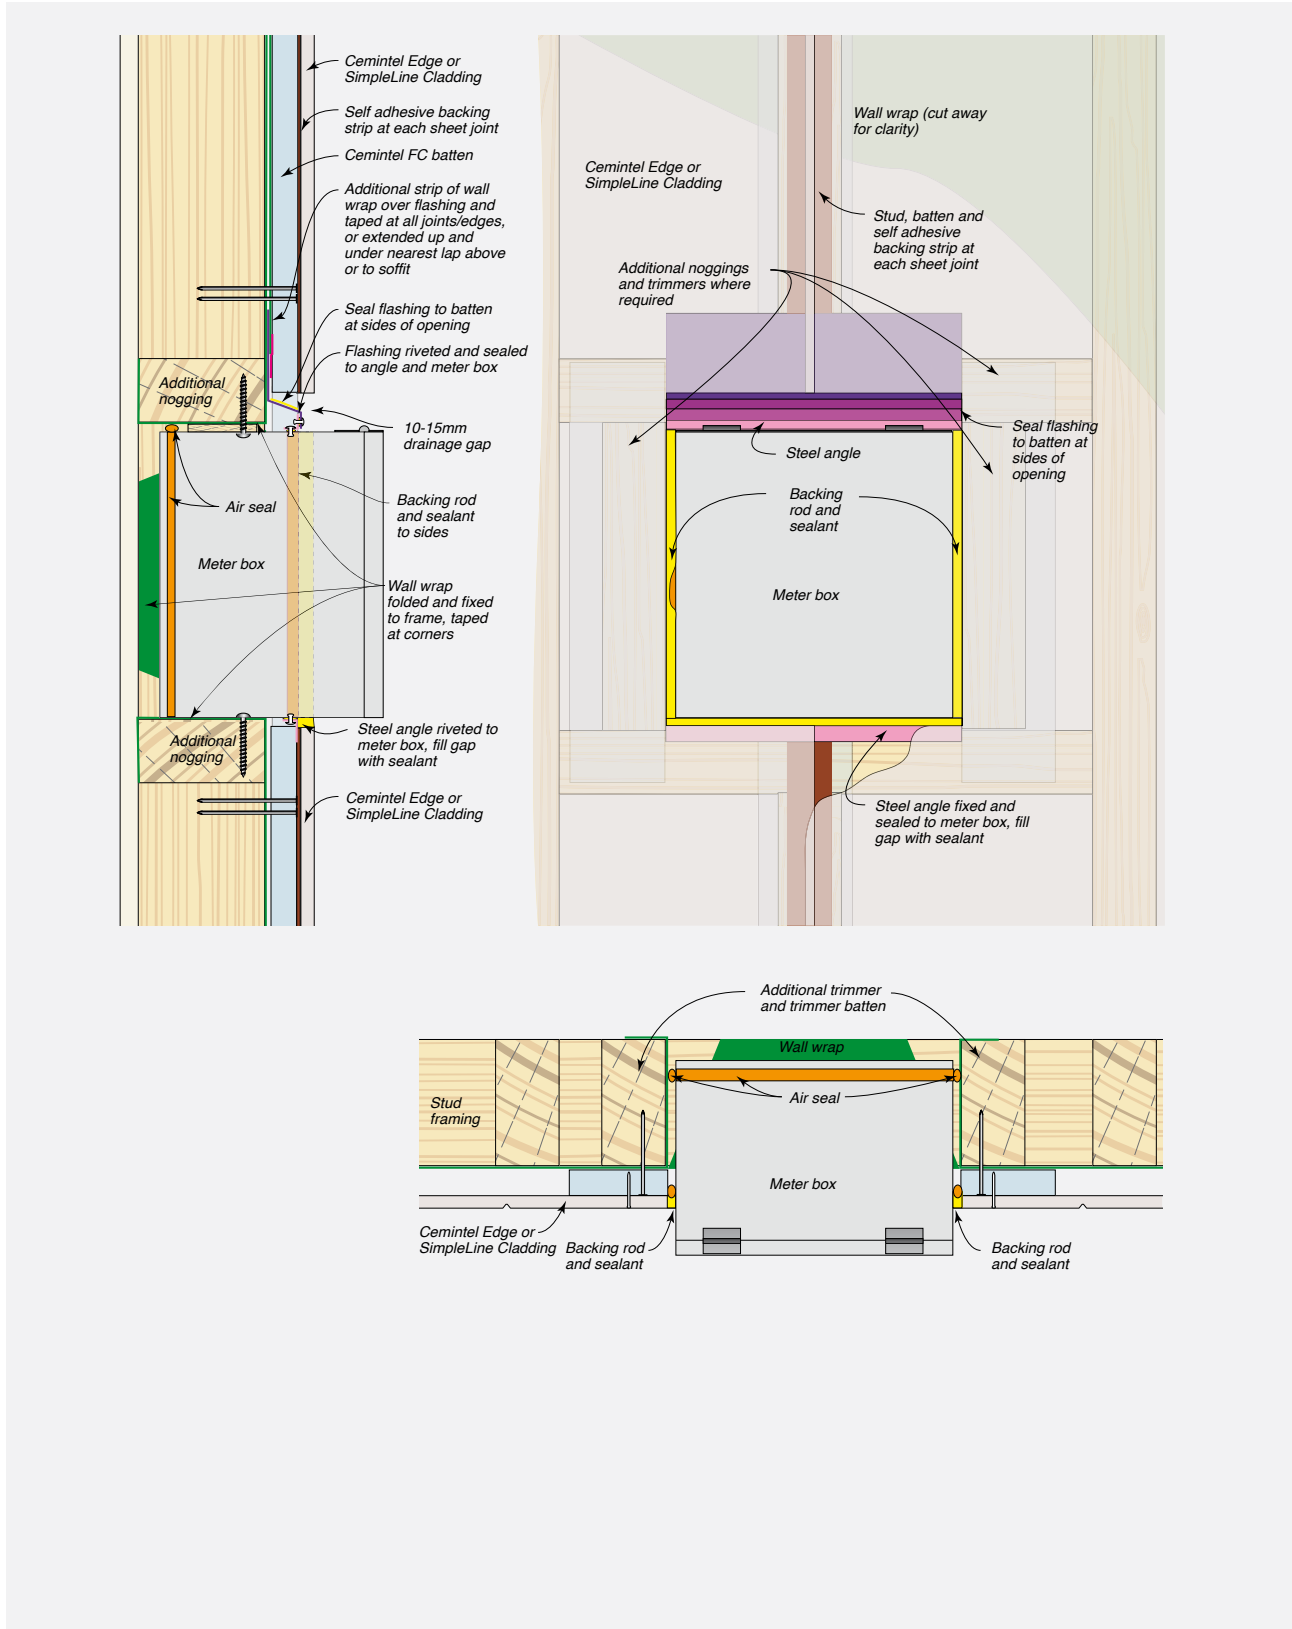 Cemintel Edge or
SimpleLine Cladding
Self adhesive backing
strip at each sheet joint
Cemintel FC batten
Additional strip of wall
wrap over flashing and
taped at all joints/edges,
or extended up and
under nearest lap above
or to soffit
Seal flashing to batten
at sides of opening
Flashing riveted and sealed
to angle and meter box
Additional
nogging
10-15mm
drainage gap
Air seal
Backing rod
and sealant
to sides
Meter box
Wall wrap
folded and fixed
to frame, taped
at corners
Additional
nogging
Steel angle riveted to
meter box, fill gap
with sealant
Cemintel Edge or
SimpleLine Cladding
Wall wrap (cut away
for clarity)
Cemintel Edge or
SimpleLine Cladding
Stud, batten and
self adhesive
backing strip at
each sheet joint
Additional noggings
and trimmers where
required
Seal flashing
to batten at
sides of
opening
Steel angle
Backing
rod and
sealant
Meter box
Steel angle fixed and
sealed to meter box, fill
gap with sealant
Additional trimmer
and trimmer batten
Wall wrap
Air seal
Stud
framing
Meter box
Cemintel Edge or
SimpleLine Cladding
Backing rod
and sealant
Backing rod
and sealant